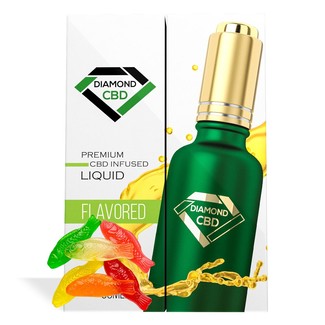 DIAMOND
CBD
PREMIUM
CBD INFUSED
LIQUID
FLAVORED
DIAMOND
CBD